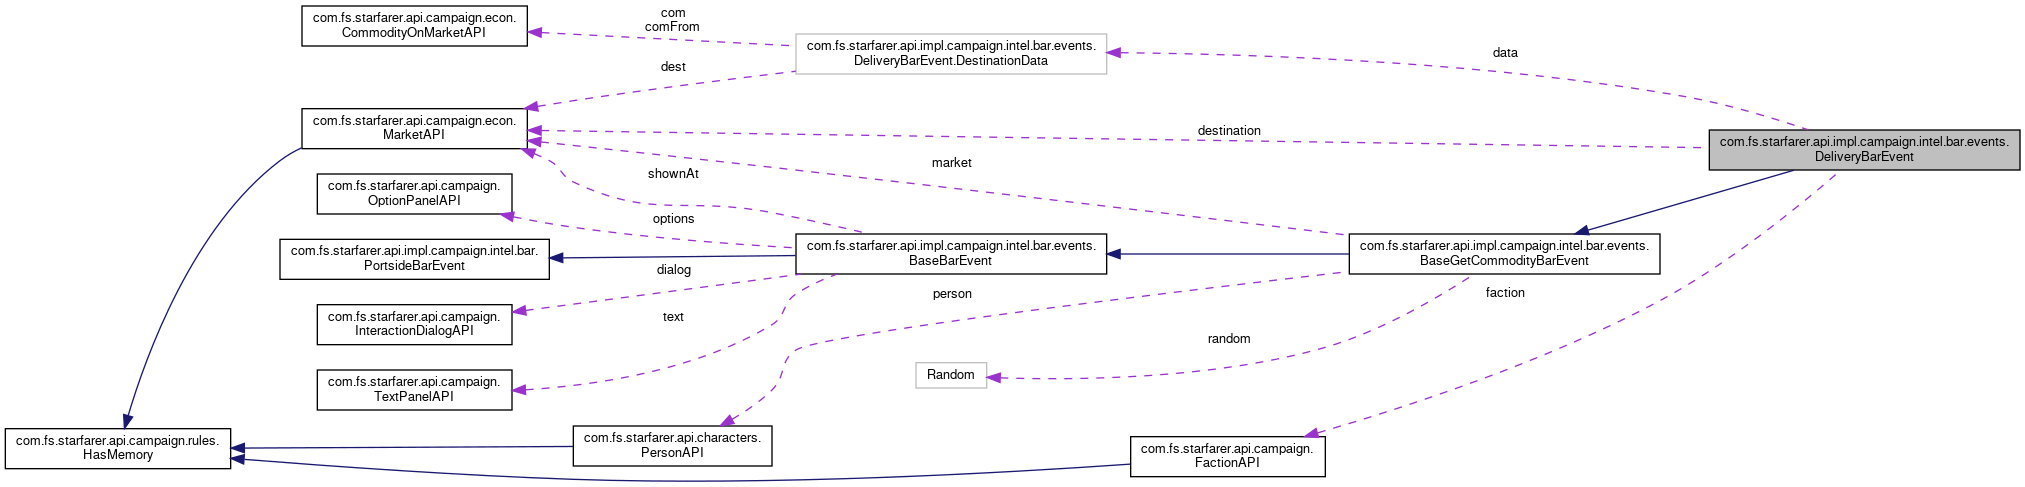 com.fs.starfarer.api.campaign.econ.
CommodityOnMarketAPI
com
comFrom
com.fs.starfarer.api.impl.campaign.intel.bar.events.
DeliveryBarEvent.DestinationData
data
dest
com.fs.starfarer.api.campaign.econ.
MarketAPI
destination
com.fs.starfarer.api.impl.campaign.intel.bar.events.
DeliveryBarEvent
market
shownAt
com.fs.starfarer.api.campaign.
OptionPanelAPI
options
com.fs.starfarer.api.impl.campaign.intel.bar.
PortsideBarEvent
com.fs.starfarer.api.impl.campaign.intel.bar.events.
BaseBarEvent
com.fs.starfarer.api.impl.campaign.intel.bar.events.
BaseGetCommodityBarEvent
dialog
person
faction
com.fs.starfarer.api.campaign.
InteractionDialogAPI
text
random
com.fs.starfarer.api.campaign.
TextPanelAPI
Random
com.fs.starfarer.api.campaign.rules.
HasMemory
com.fs.starfarer.api.characters.
PersonAPI
com.fs.starfarer.api.campaign.
FactionAPI